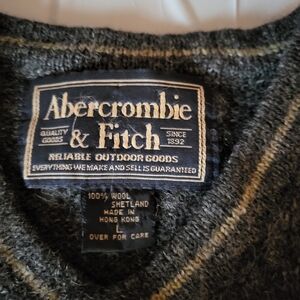 Abercrombie
QUALITY GOODS & Fitch SINCE 1892
RELIABLE OUTDOOR GOODS
EVERYTHING WE MAKE AND SELL IS GUARANTEED
100% WOOL
SHETLAND
MADE IN
HONG KONG
L
OVER FOR CARE